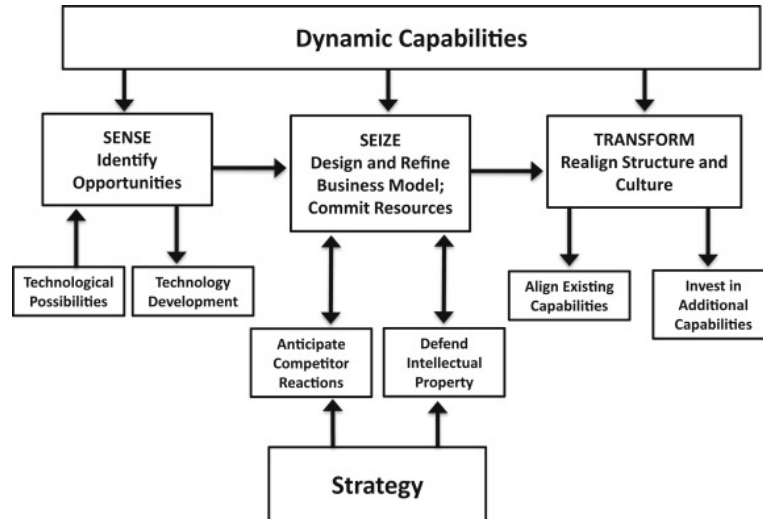 Dynamic Capabilities
SENSE
Identify
Opportunities
SEIZE
Design and Refine
Business Model;
Commit Resources
TRANSFORM
Realign Structure and
Culture
Technological
Possibilities
Technology
Development
Align Existing
Capabilities
Invest in
Additional
Capabilities
Anticipate
Competitor
Reactions
Defend
Intellectual
Property
Strategy